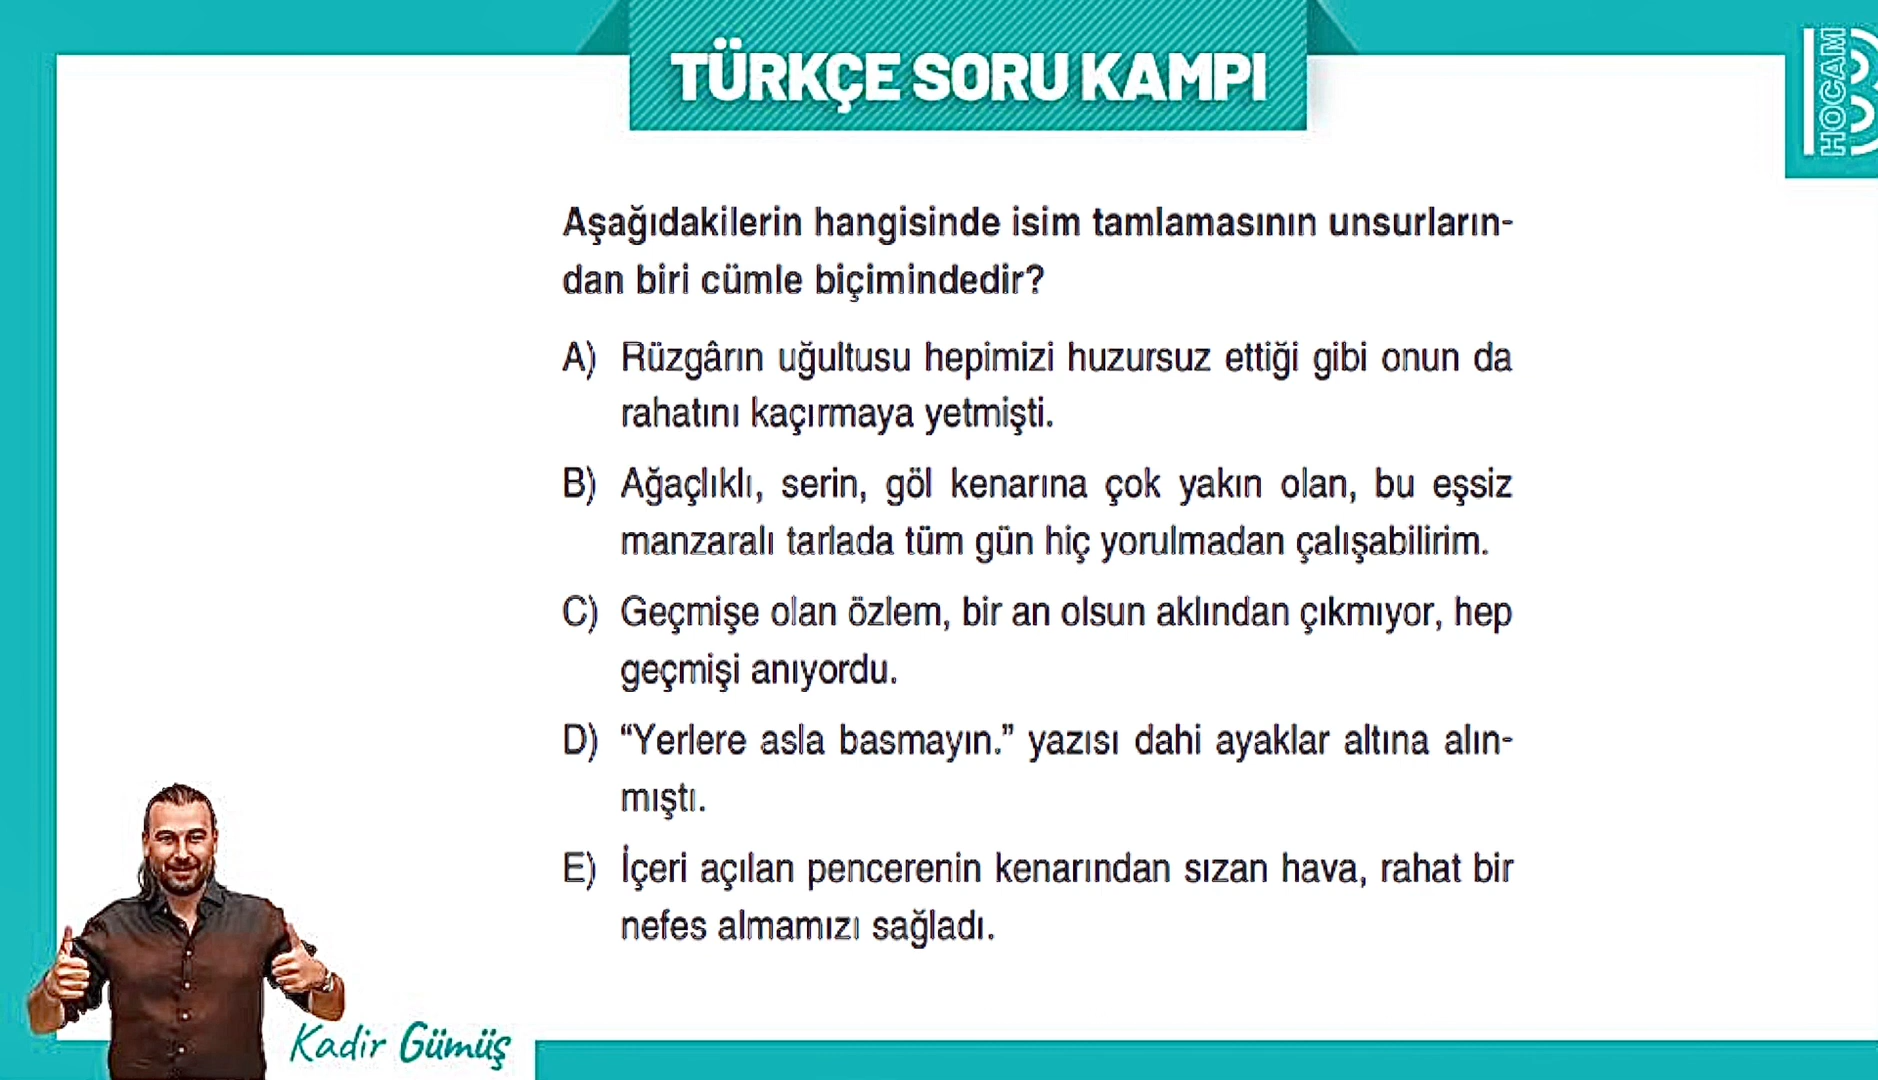 TÜRKÇE SORU KAMPI
HOCAM
Aşağıdakilerin hangisinde isim tamlamasının unsurların-
dan biri cümle biçimindedir?
A) Rüzgârın uğultusu hepimizi huzursuz ettiği gibi onun da
rahatını kaçırmaya yetmişti.
B) Ağaçlıklı, serin, göl kenarına çok yakın olan, bu eşsiz
manzaralı tarlada tüm gün hiç yorulmadan çalışabilirim.
C) Geçmişe olan özlem, bir an olsun aklından çıkmıyor, hep
geçmişi anıyordu.
D) “Yerlere asla basmayın.” yazısı dahi ayaklar altına alın-
mıştı.
E) İçeri açılan pencerenin kenarından sızan hava, rahat bir
nefes almamızı sağladı.
Kadir Gümüş